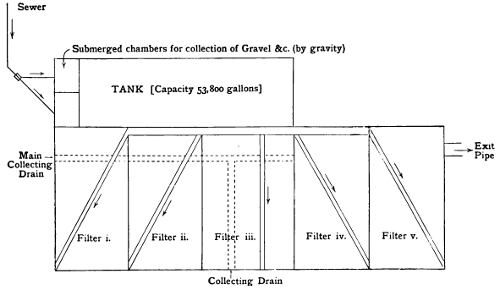 Sewer
Submerged chambers for collection of Gravel &c. (by gravity)
TANK [Capacity 53,800 gallons]
Main
Collecting
Drain
Exit
Pipe
Filter i.
Filter ii.
Filter iii.
Filter iv.
Filter v.
Collecting Drain